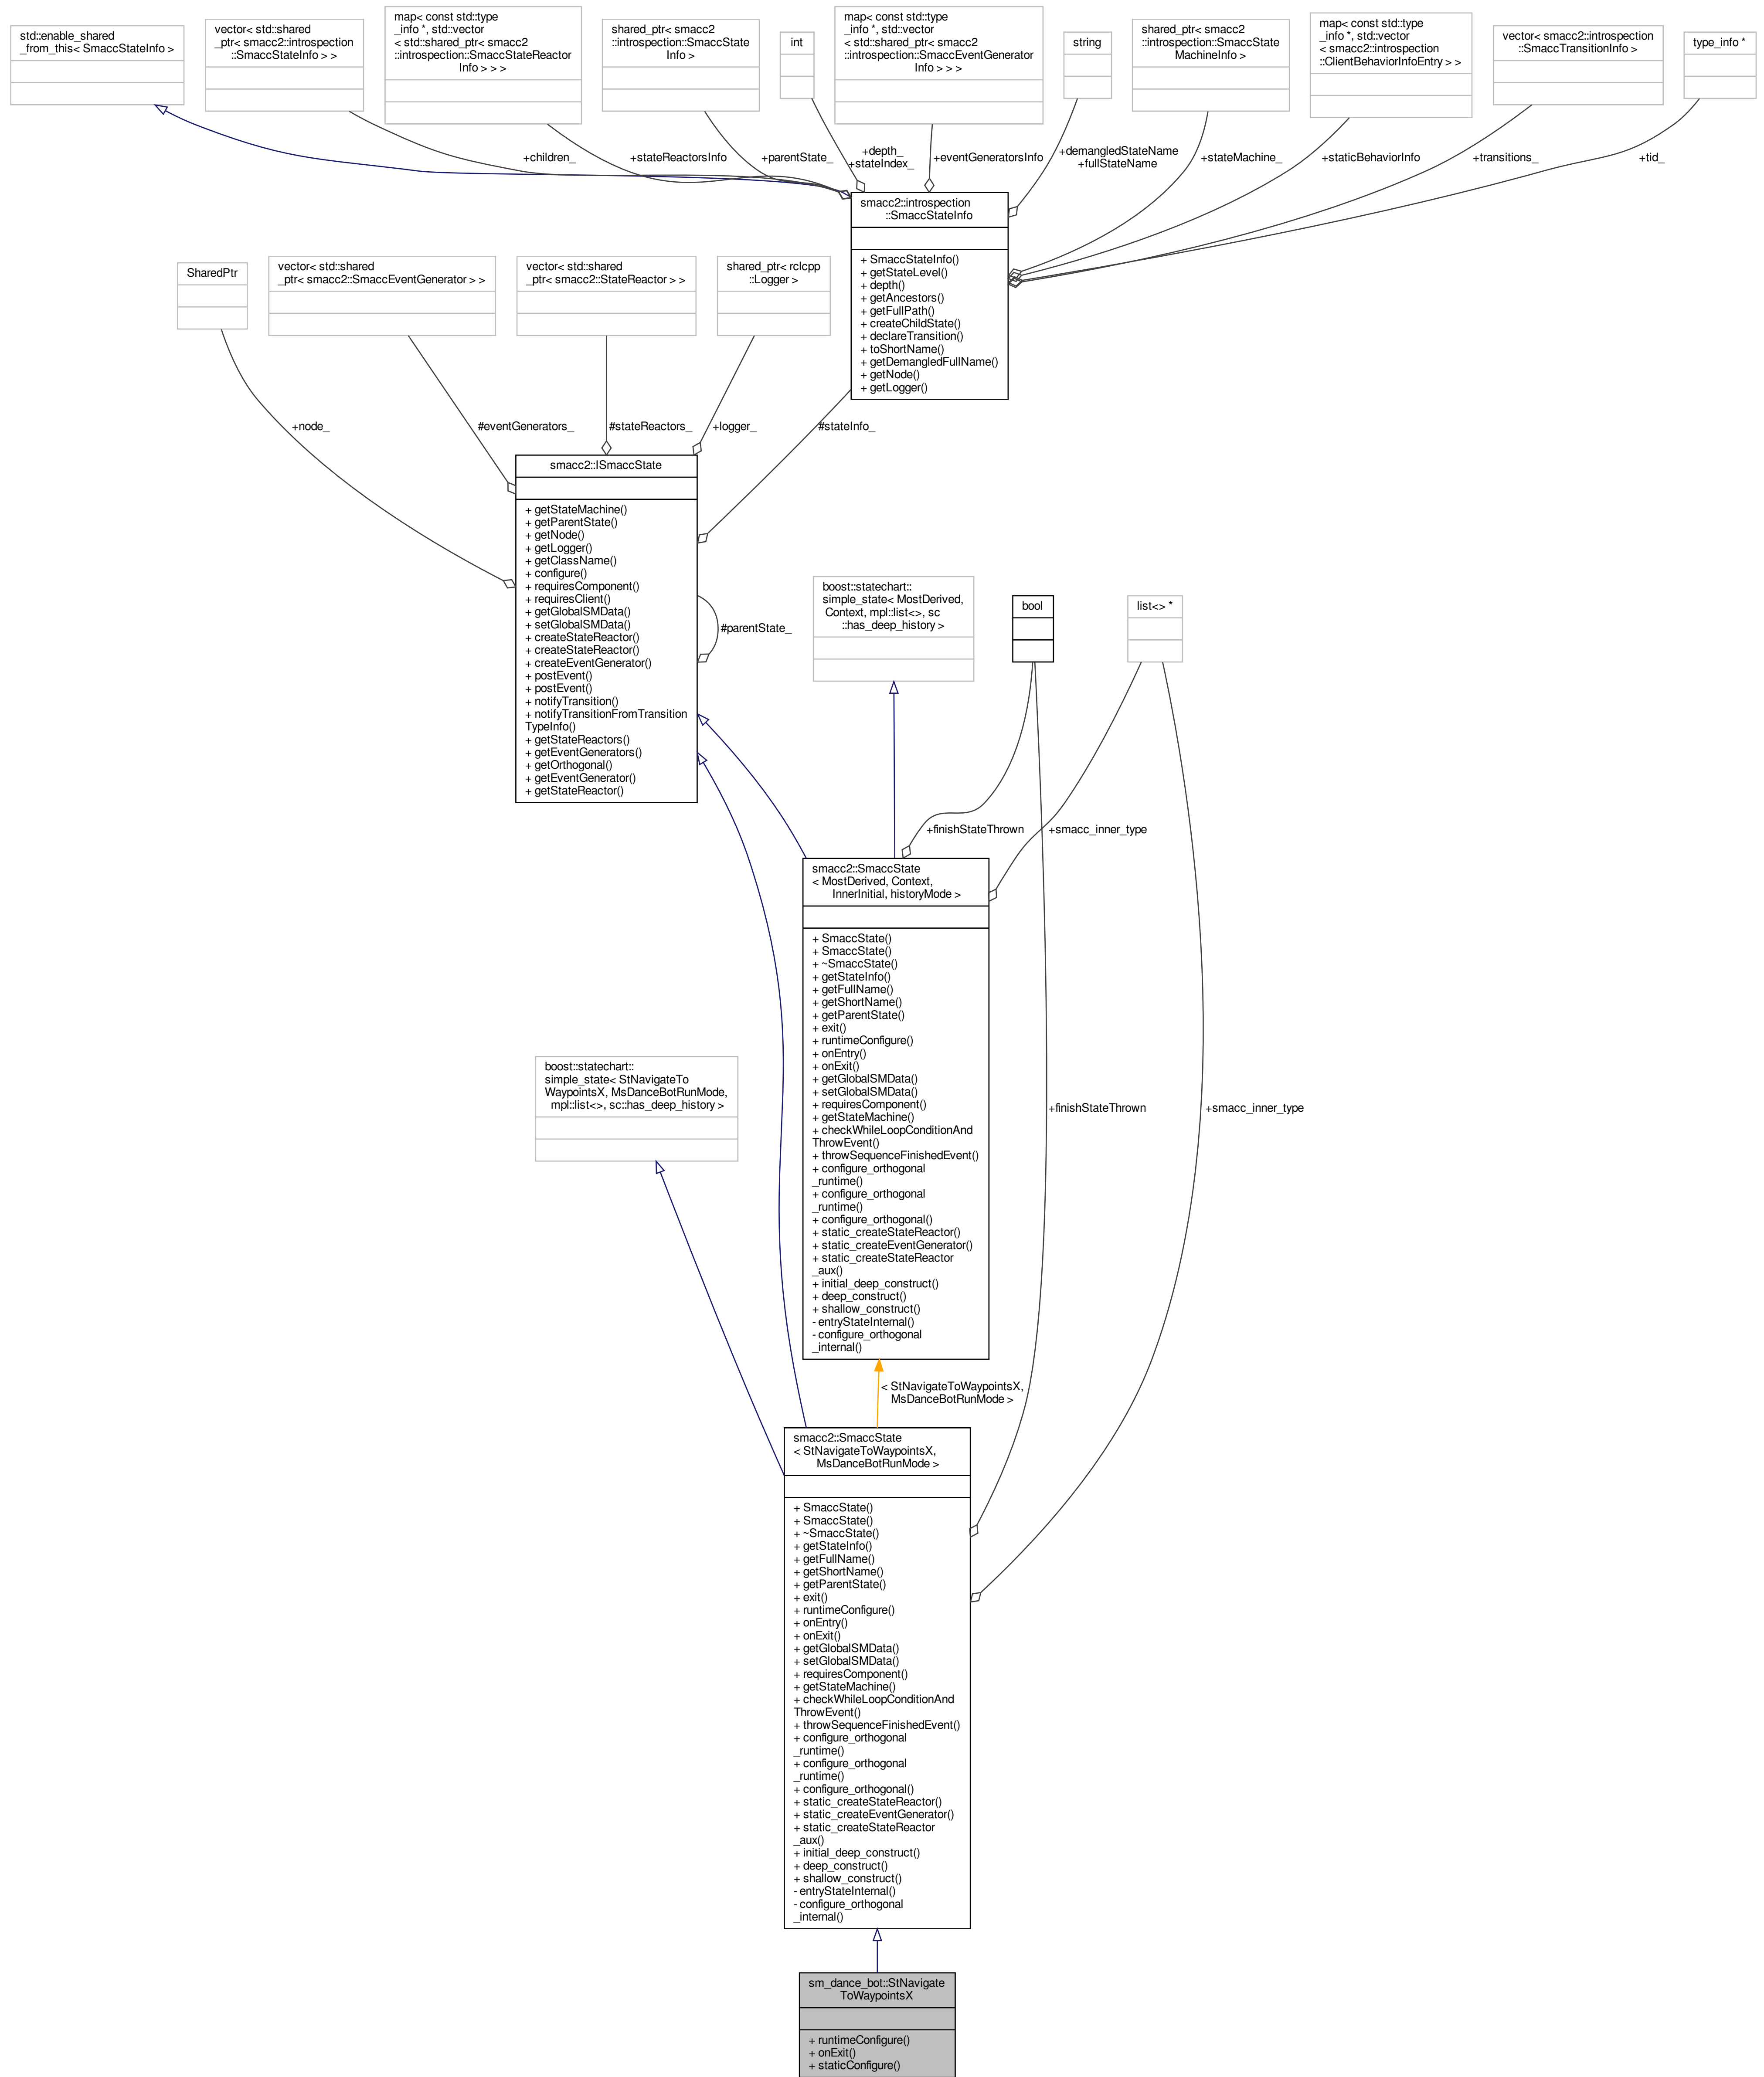 std::enable_shared
_from_this< SmaccStateInfo >
vector< std::shared
_ptr< smacc2::introspection
::SmaccStateInfo > >
map< const std::type
_info *, std::vector
< std::shared_ptr< smacc2
::introspection::SmaccStateReactor
Info > > >
shared_ptr< smacc2
::introspection::SmaccState
Info >
int
map< const std::type
_info *, std::vector
< std::shared_ptr< smacc2
::introspection::SmaccEventGenerator
Info > > >
string
shared_ptr< smacc2
::introspection::SmaccState
MachineInfo >
map< const std::type
_info *, std::vector
< smacc2::introspection
::ClientBehaviorInfoEntry > >
vector< smacc2::introspection
::SmaccTransitionInfo >
type_info *
+children_
+stateReactorsInfo
+parentState_
+depth_
+stateIndex_
+eventGeneratorsInfo
+demangledStateName
+fullStateName
+stateMachine_
+staticBehaviorInfo
+transitions_
+tid_
smacc2::introspection
::SmaccStateInfo
+ SmaccStateInfo()
+ getStateLevel()
+ depth()
+ getAncestors()
+ getFullPath()
+ createChildState()
+ declareTransition()
+ toShortName()
+ getDemangledFullName()
+ getNode()
+ getLogger()
SharedPtr
vector< std::shared
_ptr< smacc2::SmaccEventGenerator > >
vector< std::shared
_ptr< smacc2::StateReactor > >
shared_ptr< rclcpp
::Logger >
+node_
#eventGenerators_
#stateReactors_
+logger_
#stateInfo_
smacc2::ISmaccState
+ getStateMachine()
+ getParentState()
+ getNode()
+ getLogger()
+ getClassName()
+ configure()
+ requiresComponent()
+ requiresClient()
+ getGlobalSMData()
+ setGlobalSMData()
+ createStateReactor()
+ createStateReactor()
+ createEventGenerator()
+ postEvent()
+ postEvent()
+ notifyTransition()
+ notifyTransitionFromTransition
TypeInfo()
+ getStateReactors()
+ getEventGenerators()
+ getOrthogonal()
+ getEventGenerator()
+ getStateReactor()
#parentState_
boost::statechart::
simple_state< MostDerived,
Context, mpl::list<>, sc
::has_deep_history >
bool
list<> *
+finishStateThrown
+smacc_inner_type
smacc2::SmaccState
< MostDerived, Context,
InnerInitial, historyMode >
+ SmaccState()
+ SmaccState()
+ ~SmaccState()
+ getStateInfo()
+ getFullName()
+ getShortName()
+ getParentState()
+ exit()
+ runtimeConfigure()
+ onEntry()
+ onExit()
+ getGlobalSMData()
+ setGlobalSMData()
+ requiresComponent()
+ getStateMachine()
+ checkWhileLoopConditionAnd
ThrowEvent()
+ throwSequenceFinishedEvent()
+ configure_orthogonal
_runtime()
+ configure_orthogonal
_runtime()
+ configure_orthogonal()
+ static_createStateReactor()
+ static_createEventGenerator()
+ static_createStateReactor
_aux()
+ initial_deep_construct()
+ deep_construct()
+ shallow_construct()
- entryStateInternal()
- configure_orthogonal
_internal()
boost::statechart::
simple_state< StNavigateTo
WaypointsX, MsDanceBotRunMode,
mpl::list<>, sc::has_deep_history >
+finishStateThrown
+smacc_inner_type
< StNavigateToWaypointsX,
MsDanceBotRunMode >
smacc2::SmaccState
< StNavigateToWaypointsX,
MsDanceBotRunMode >
+ SmaccState()
+ SmaccState()
+ ~SmaccState()
+ getStateInfo()
+ getFullName()
+ getShortName()
+ getParentState()
+ exit()
+ runtimeConfigure()
+ onEntry()
+ onExit()
+ getGlobalSMData()
+ setGlobalSMData()
+ requiresComponent()
+ getStateMachine()
+ checkWhileLoopConditionAnd
ThrowEvent()
+ throwSequenceFinishedEvent()
+ configure_orthogonal
_runtime()
+ configure_orthogonal
_runtime()
+ configure_orthogonal()
+ static_createStateReactor()
+ static_createEventGenerator()
+ static_createStateReactor
_aux()
+ initial_deep_construct()
+ deep_construct()
+ shallow_construct()
- entryStateInternal()
- configure_orthogonal
_internal()
sm_dance_bot::StNavigate
ToWaypointsX
+ runtimeConfigure()
+ onExit()
+ staticConfigure()